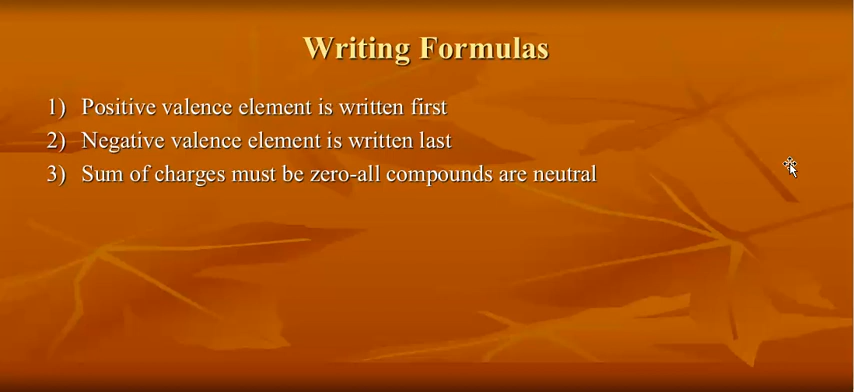 Writing Formulas
1) Positive valence element is written first
2) Negative valence element is written last
3) Sum of charges must be zero-all compounds are neutral